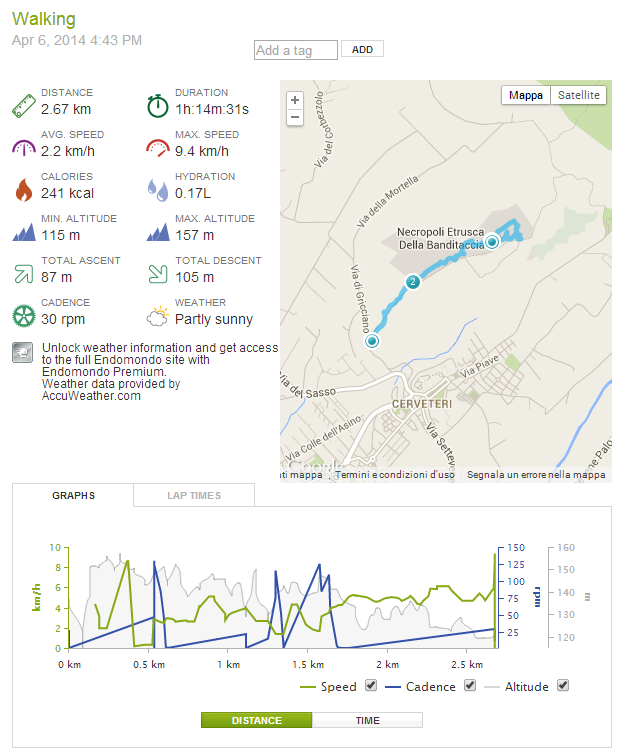 Walking
Apr 6, 2014 4:43 PM
Add a tag
ADD
DISTANCE
2.67 km
DURATION
1h:14m:31s
AVG. SPEED
2.2 km/h
MAX. SPEED
9.4 km/h
CALORIES
241 kcal
HYDRATION
0.17L
MIN. ALTITUDE
115 m
MAX. ALTITUDE
157 m
TOTAL ASCENT
87 m
TOTAL DESCENT
105 m
CADENCE
30 rpm
WEATHER
Partly sunny
Unlock weather information and get access
to the full Endomondo site with
Endomondo Premium.
Weather data provided by
AccuWeather.com
+
−
Mappa
Satellite
Via della Mortella
Necropoli Etrusca
Della Banditaccia
2
Via di Gricciano
Via Piave
Sasso
CERVETERI
Via Colle dell'Asino
Via Setteve
ne Palo
Google
ti mappa
Termini e condizioni d'uso
Segnala un errore nella mappa
GRAPHS
LAP TIMES
km/h
10
8
6
4
2
0
150
125
100
75
50
25
rpm
160
150
140
130
120
m
0 km
0.5 km
1 km
1.5 km
2 km
2.5 km
Speed
Cadence
Altitude
DISTANCE
TIME